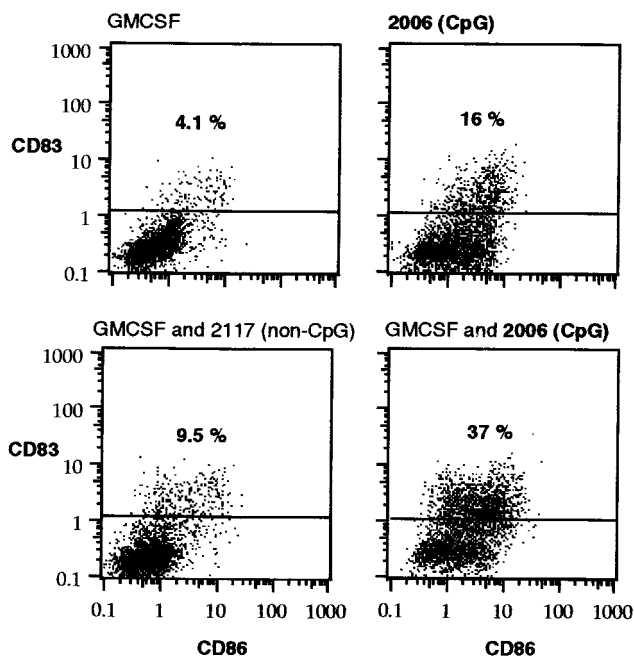 GMCSF
2006 (CpG)
1000
100
CD83
10
1
0.1
4.1 %
16 %
GMCSF and 2117 (non-CpG)
GMCSF and 2006 (CpG)
1000
100
CD83
10
1
0.1
9.5 %
37 %
0.1 1 10 100 1000
0.1 1 10 100 1000
CD86
CD86